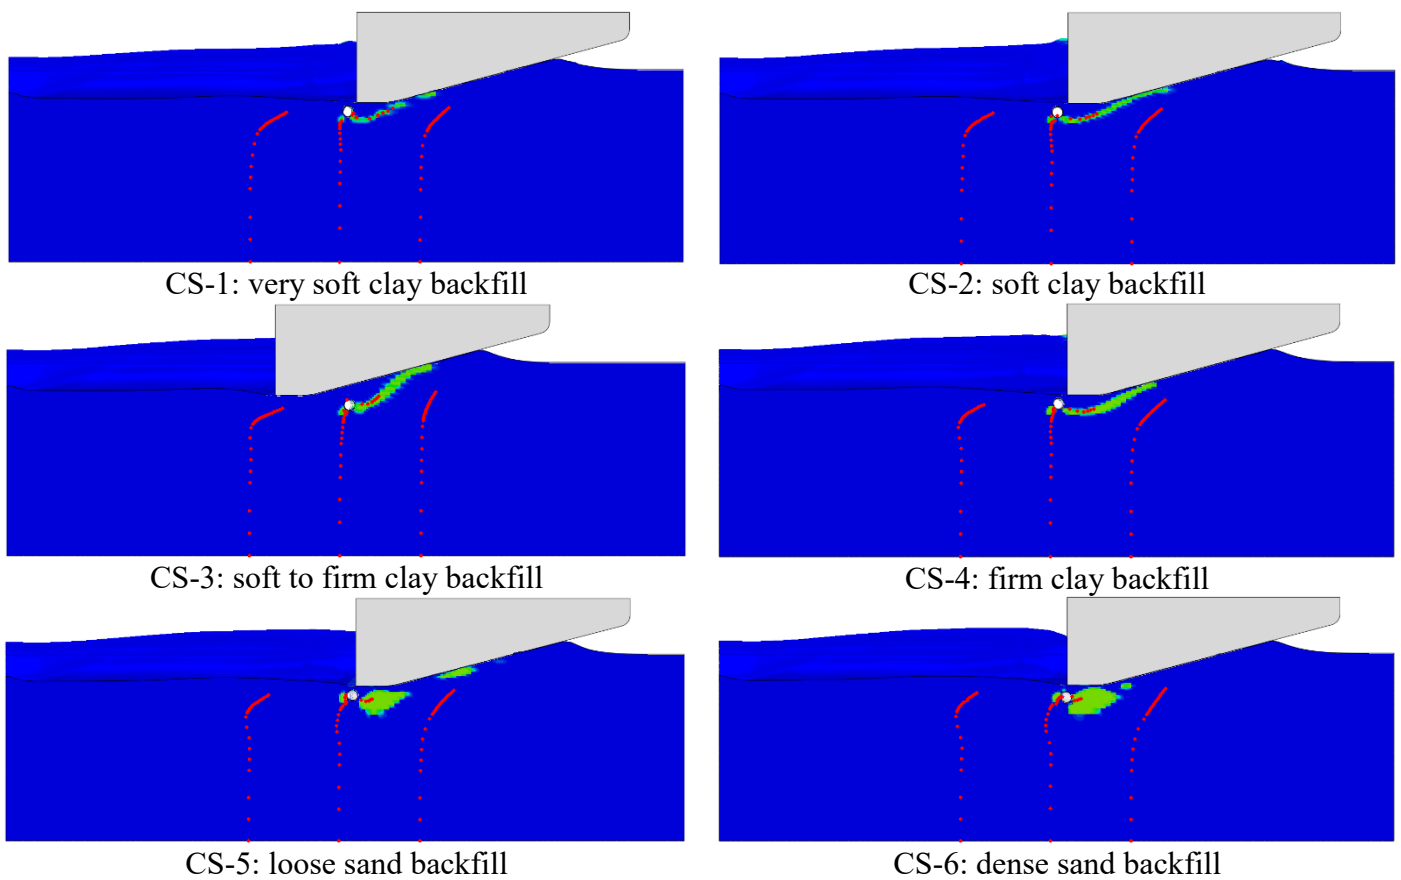 CS-1: very soft clay backfill
CS-2: soft clay backfill
CS-3: soft to firm clay backfill
CS-4: firm clay backfill
CS-5: loose sand backfill
CS-6: dense sand backfill